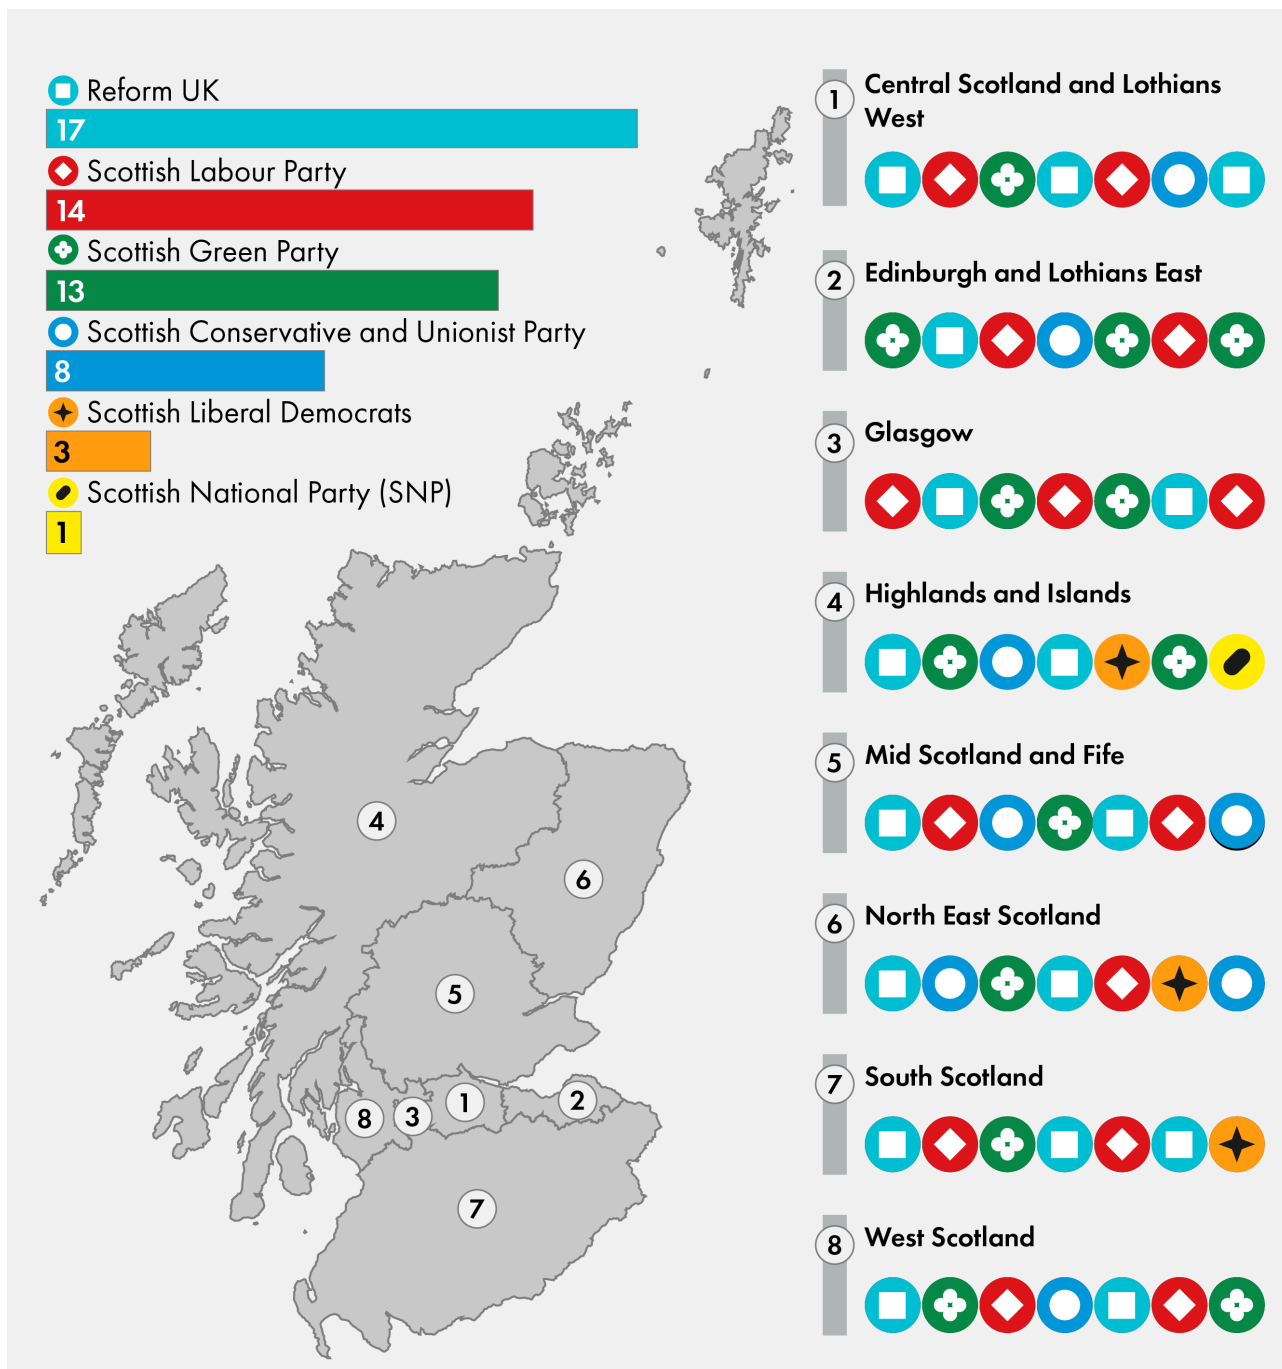 Reform UK
17
Scottish Labour Party
14
Scottish Green Party
13
Scottish Conservative and Unionist Party
8
Scottish Liberal Democrats
3
Scottish National Party (SNP)
1
4
6
5
8
3
1
2
7
1
Central Scotland and Lothians
West
2
Edinburgh and Lothians East
3
Glasgow
4
Highlands and Islands
5
Mid Scotland and Fife
6
North East Scotland
7
South Scotland
8
West Scotland